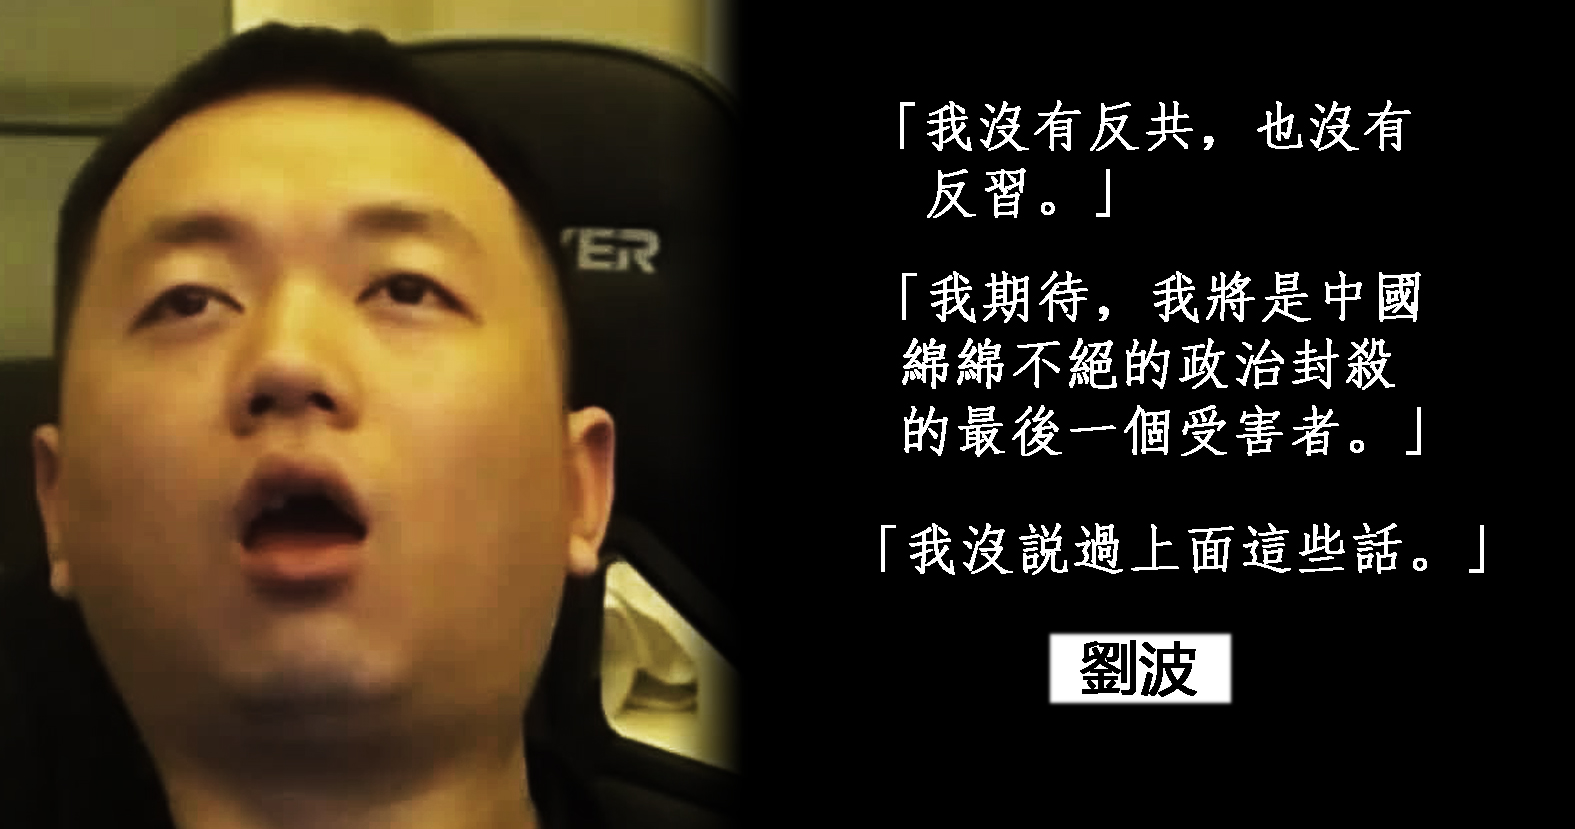 YER
「我沒有反共，也沒有
反習。」
「我期待，我將是中國
綿綿不絕的政治封殺
的最後一個受害者。」
「我沒説過上面這些話。」
劉波